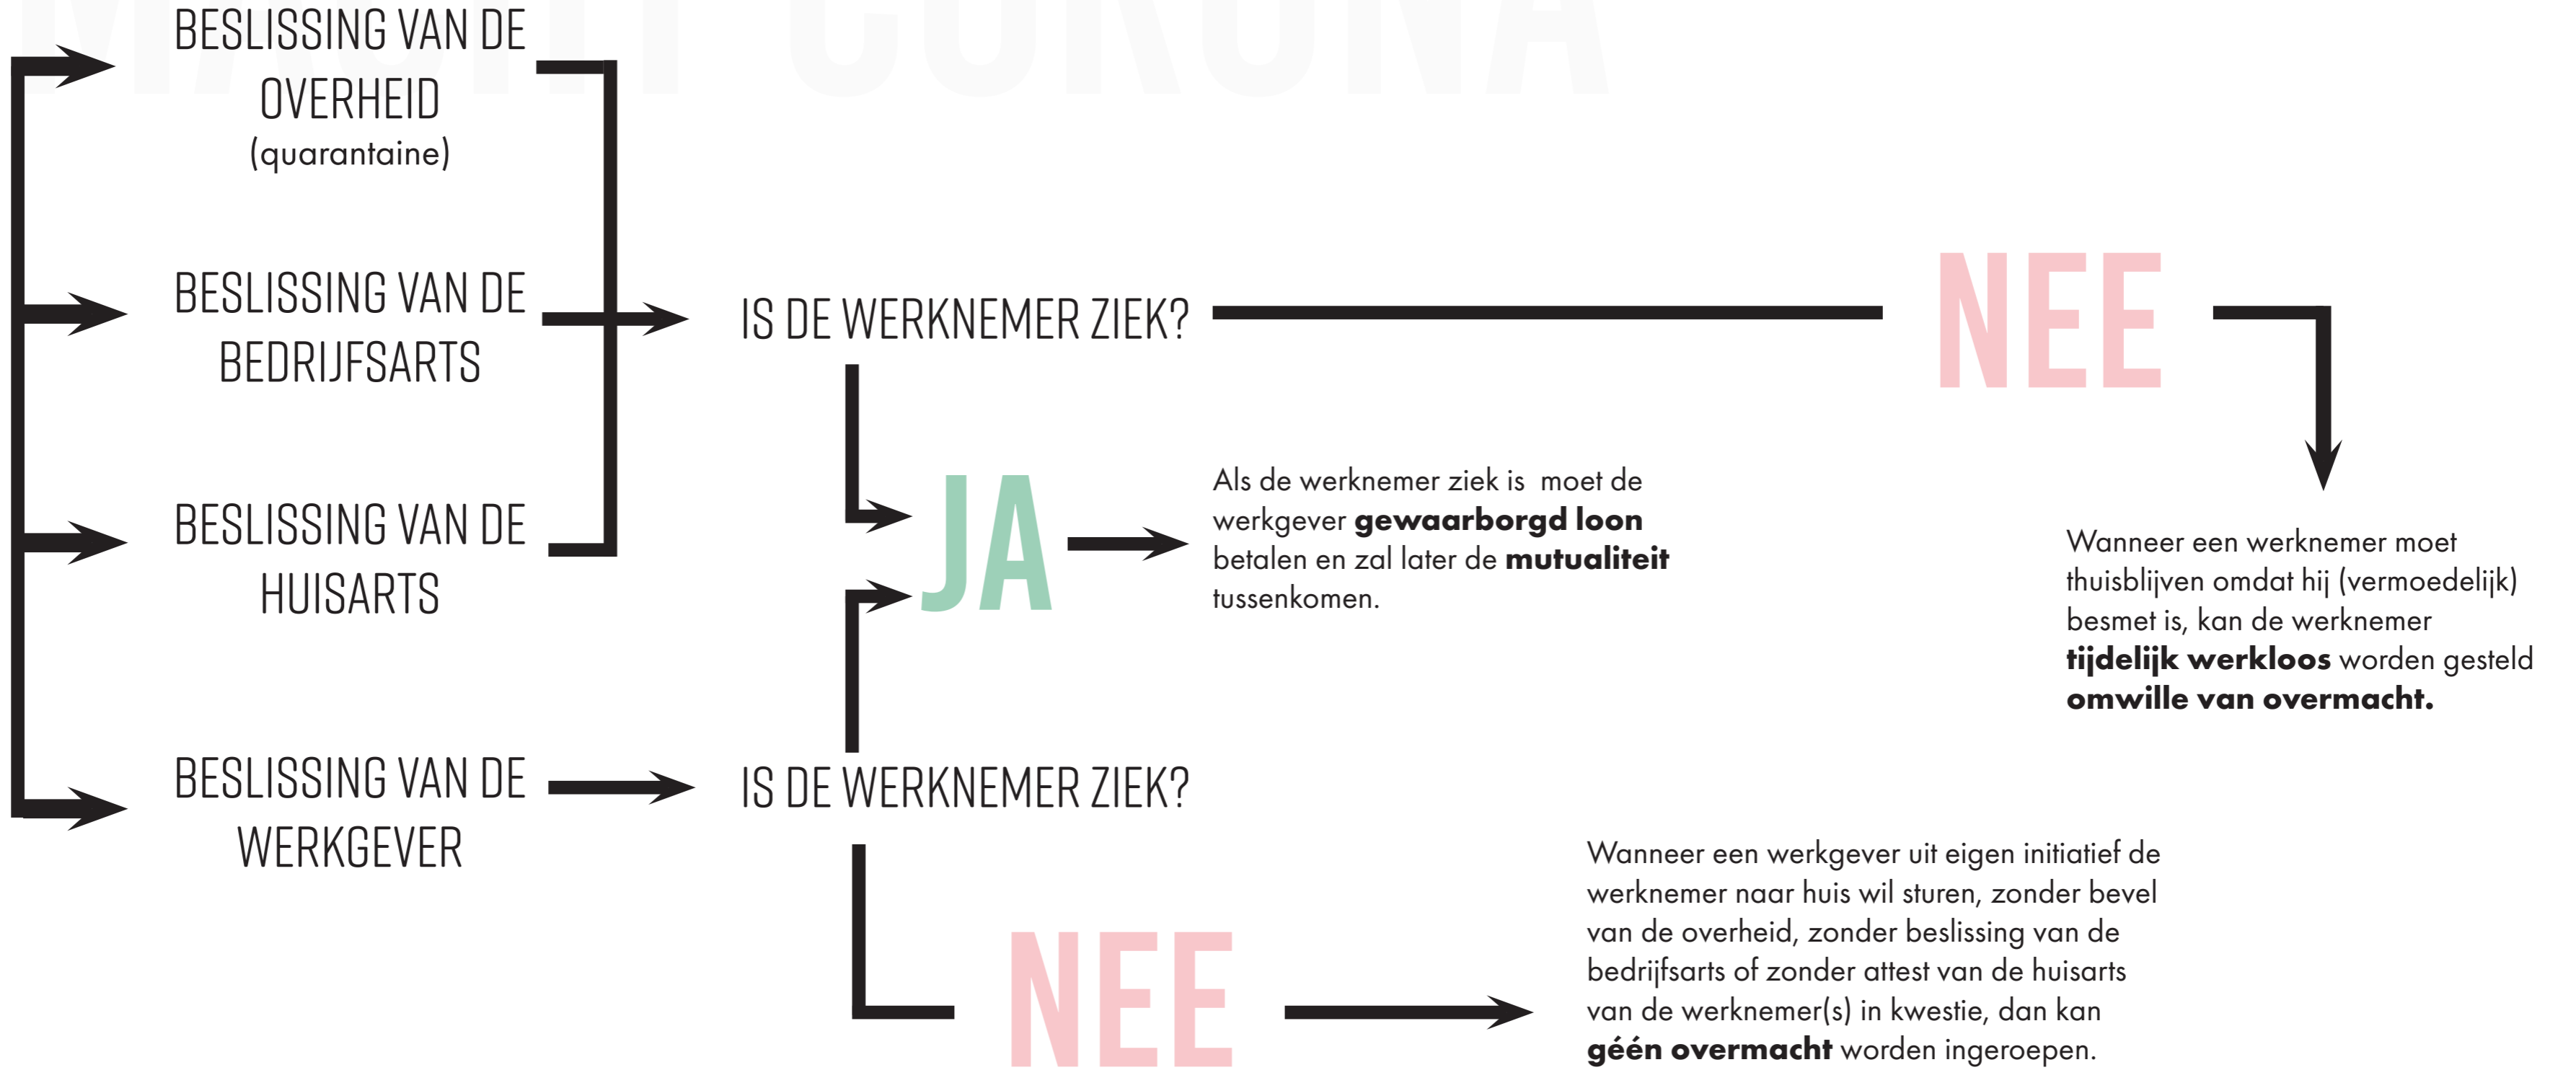 BESLISSING VAN DE
OVERHEID
(quarantaine)
BESLISSING VAN DE
BEDRIJFSARTS
BESLISSING VAN DE
HUISARTS
BESLISSING VAN DE
WERKGEVER
IS DE WERKNEMER ZIEK?
NEE
JA
Als de werknemer ziek is moet de
werkgever gewaarborgd loon
betalen en zal later de mutualiteit
tussenkomen.
Wanneer een werknemer moet
thuisblijven omdat hij (vermoedelijk)
besmet is, kan de werknemer
tijdelijk werkloos worden gesteld
omwille van overmacht.
IS DE WERKNEMER ZIEK?
NEE
Wanneer een werkgever uit eigen initiatief de
werknemer naar huis wil sturen, zonder bevel
van de overheid, zonder beslissing van de
bedrijfsarts of zonder attest van de huisarts
van de werknemer(s) in kwestie, dan kan
géén overmacht worden ingeroepen.
CORONA